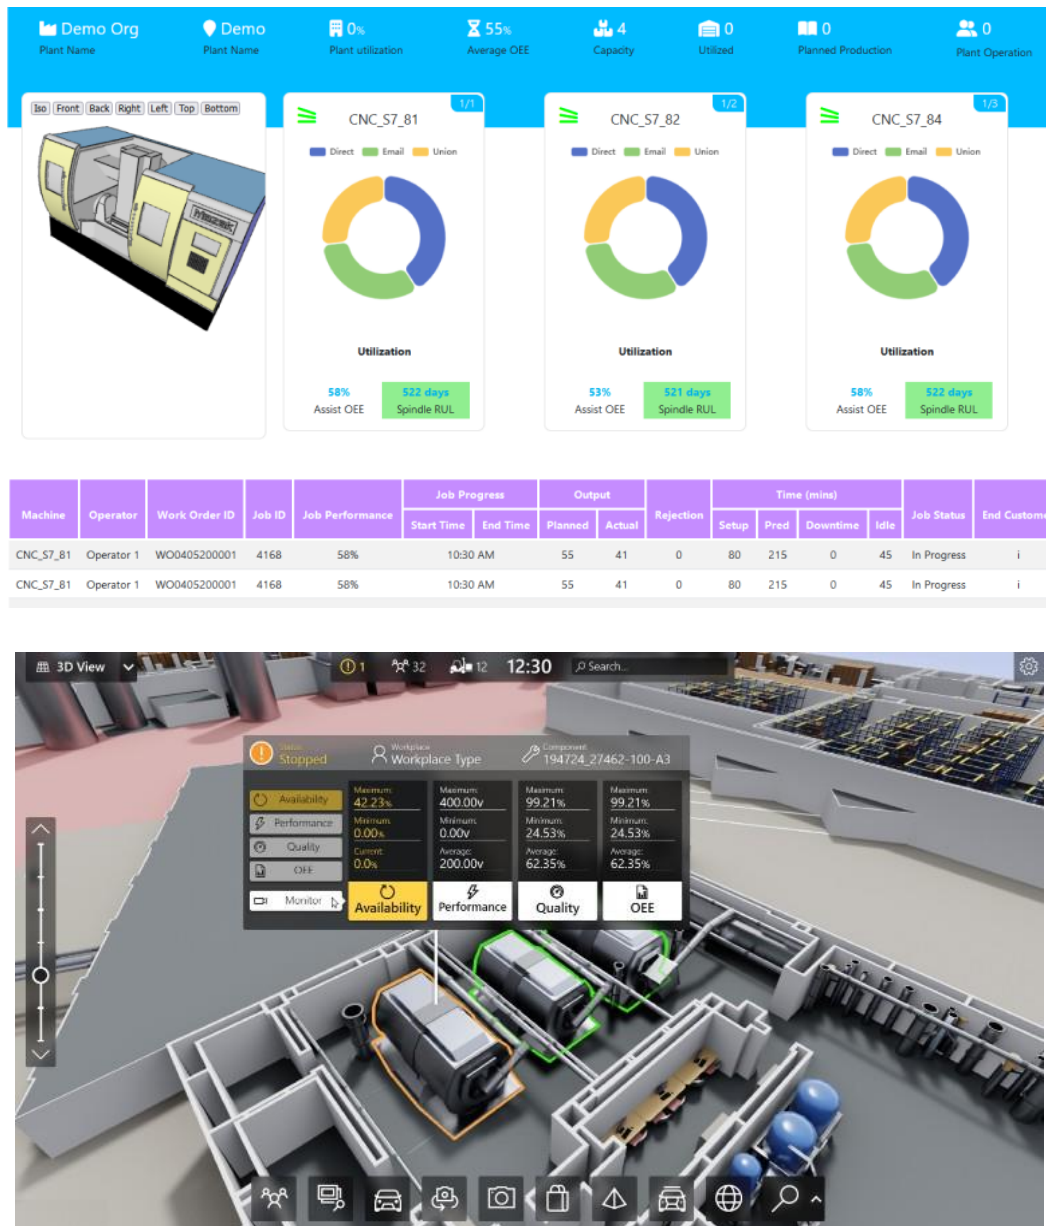 Demo Org
Demo
0%
55%
4
0
0
0
Plant Name
Plant Name
Plant utilization
Average OEE
Capacity
Utilized
Planned Production
Plant Operation
Iso Front Back Right Left Top Bottom
Mazak
1/1
CNC_S7_81
Direct Email Union
Utilization
58% 522 days
Assist OEE Spindle RUL
1/2
CNC_S7_82
Direct Email Union
Utilization
53% 521 days
Assist OEE Spindle RUL
1/3
CNC_S7_84
Direct Email Union
Utilization
58% 522 days
Assist OEE Spindle RUL
Job Progress Output Time (mins)
Machine Operator Work Order ID Job ID Job Performance Rejection Job Status End Custome
Start Time End Time Planned Actual Setup Pred Downtime Idle
CNC_S7_81 Operator 1 WO0405200001 4168 58% 10:30 AM 55 41 0 80 215 0 45 In Progress i
CNC_S7_81 Operator 1 WO0405200001 4168 58% 10:30 AM 55 41 0 80 215 0 45 In Progress i
3D View 1 32 12 12:30 Search...
Status Workplace Component
Stopped Workplace Type 194724_27462-100-A3
Availability
Performance
Quality
OEE
Monitor
Maximum:
42.23%
Minimum:
0.00%
Current:
0.0%
Availability
Maximum:
400.00v
Minimum:
0.00v
Average:
200.00v
Performance
Maximum:
99.21%
Minimum:
24.53%
Average:
62.35%
Quality
Maximum:
99.21%
Minimum:
24.53%
Average:
62.35%
OEE